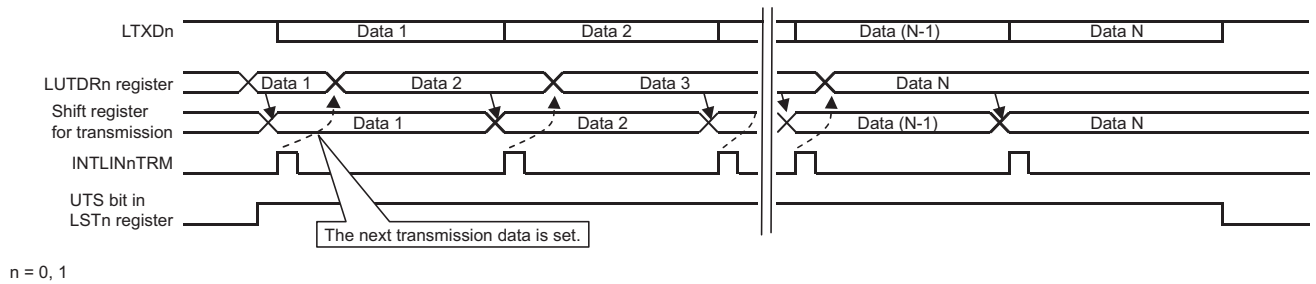 LTXDn
Data 1
Data 2
Data (N-1)
Data N
LUTDRn register
Data 1
Data 2
Data 3
Data N
Shift register
for transmission
Data 1
Data 2
Data (N-1)
Data N
INTLINnTRM
UTS bit in
LSTn register
The next transmission data is set.
n = 0, 1